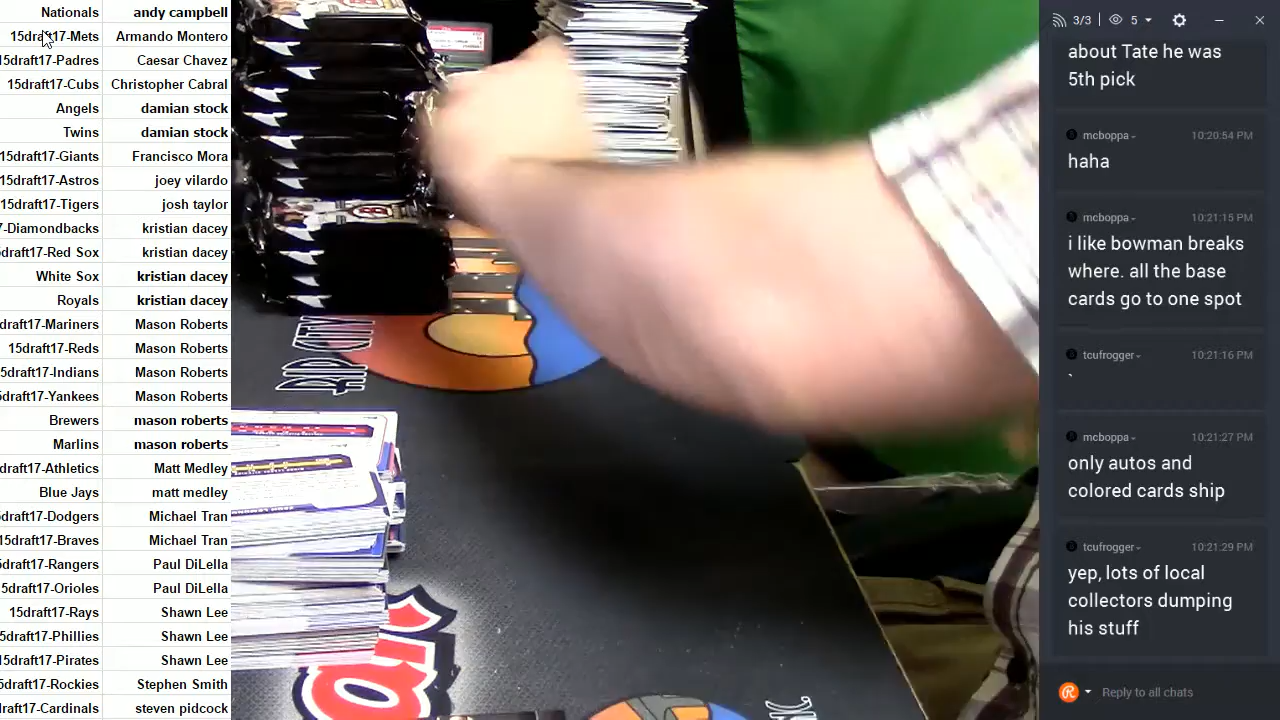 Nationals andy campbell
15draft17-Mets Armando Montero
Padres Caesar Chavez
15draft17-Cubs Christopher Cabral
Angels damian stock
Twins damian stock
15draft17-Giants Francisco Mora
15draft17-Astros joey vivalo
15draft17-Tigers josh taylor
7-Diamondbacks kristian dacey
draft17-Red Sox kristian dacey
White Sox kristian dacey
Royals kristian dacey
draft17-Mariners Mason Roberts
15draft17-Reds Mason Roberts
15draft17-Indians Mason Roberts
15draft17-Yankees Mason Roberts
mason roberts
Marlins mason roberts
draft17-Athletics Matt Medley
Blue Jays matt medley
5draft17-Dodges Michael Tran
15draft17-Braves Michael Tran
5draft17-Ranges Paul DiLella
5draft17-Orioles Paul DiLella
15draft17-Rays Shawn Lee
5draft17-Phillies Shawn Lee
5draft17-Pirates Shawn Lee
5draft17-Rockies Stephen Smith
draft17-Cardinals steven pidcock
RIP CITY
3/3 5
about Tate he was
5th pick
mcboppa 10:20:54 PM
haha
mcboppa 10:21:15 PM
i like bowman breaks
where. all the base
cards go to one spot
tcufrogger 10:21:16 PM
`
mcboppa 10:21:27 PM
only autos and
colored cards ship
tcufrogger 10:21:29 PM
yep, lots of local
collectors dumping
his stuff
Reply to all chats